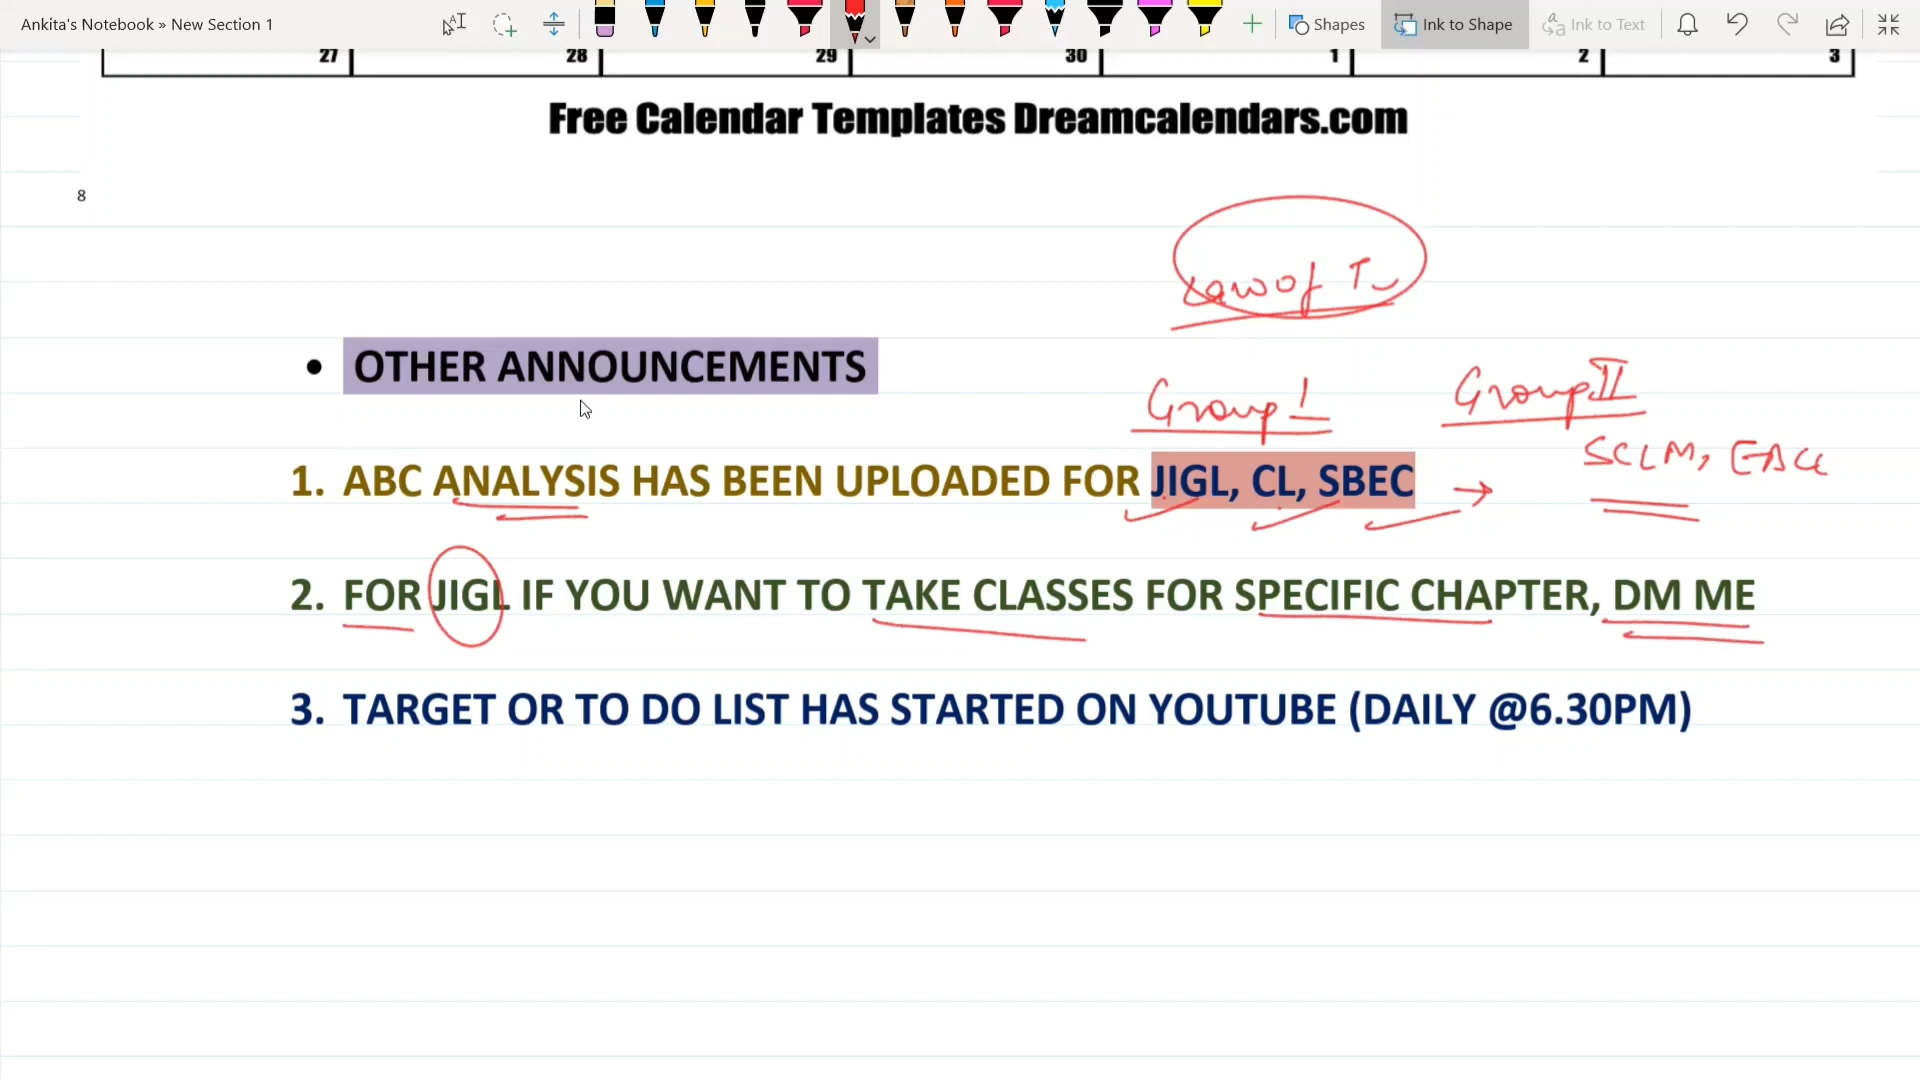 Ankita's Notebook » New Section 1
Shapes
Ink to Shape
Ink to Text
27 28 29 30 1 2 3
Free Calendar Templates Dreamcalendars.com
8
Law of T
• OTHER ANNOUNCEMENTS
Group I
Group II
SCLM,
1. ABC ANALYSIS HAS BEEN UPLOADED FOR JIGL, CL, SBEC →
2. FOR JIGL IF YOU WANT TO TAKE CLASSES FOR SPECIFIC CHAPTER, DM ME
3. TARGET OR TO DO LIST HAS STARTED ON YOUTUBE (DAILY @6.30PM)